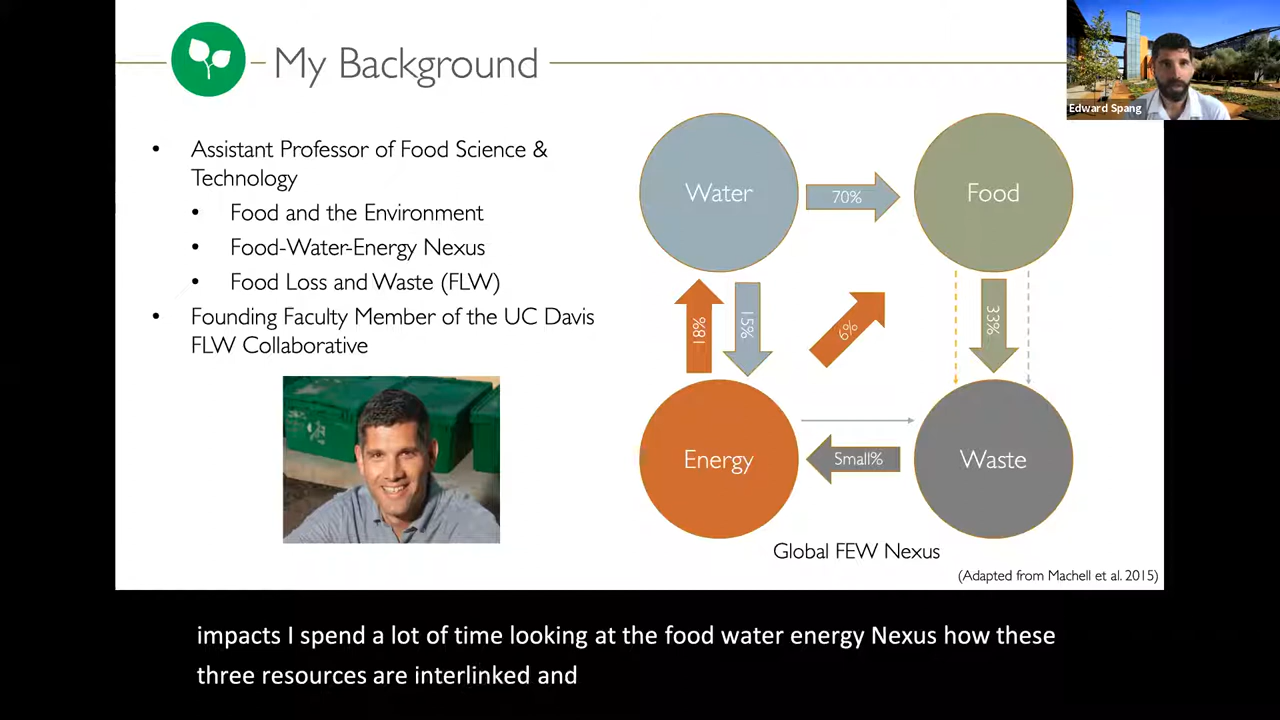 My Background
Edward Spang
Assistant Professor of Food Science &
Technology
Food and the Environment
Food-Water-Energy Nexus
Food Loss and Waste (FLW)
Founding Faculty Member of the UC Davis
FLW Collaborative
Water
70%
Food
18%
15%
6%
33%
Energy
Small%
Waste
Global FEW Nexus
(Adapted from Machell et al. 2015)
impacts I spend a lot of time looking at the food water energy Nexus how these
three resources are interlinked and